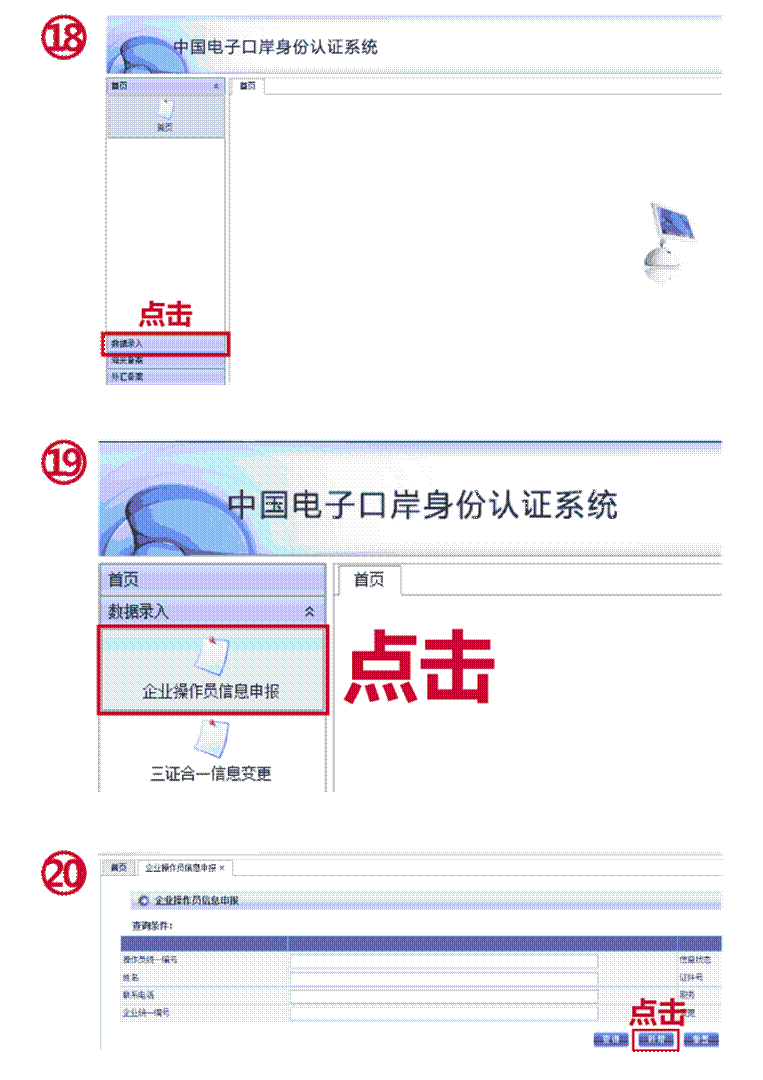 ⑱
中国电子口岸身份认证系统
首页
首页
首页
点击
数据录入
海关备案
外汇备案
⑲
中国电子口岸身份认证系统
首页
首页
数据录入
企业操作员信息申报
点击
三证合一信息变更
⑳
首页 企业操作员信息申报 ×
企业操作员信息申报
查询条件:
操作员统一编号 信息状态
姓名 证件号
联系电话 职务
企业统一编号
点击
新增